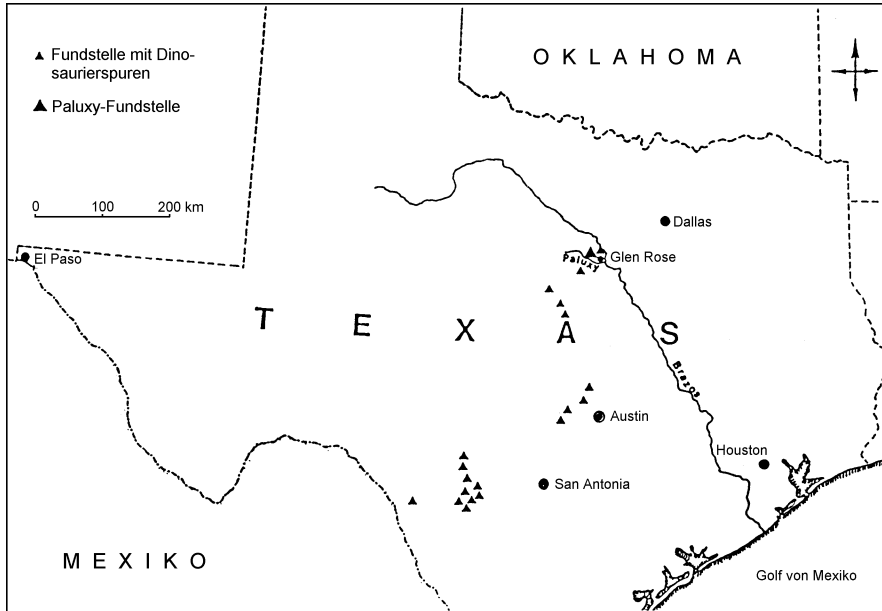 Fundstelle mit Dino-
saurierspuren
Paluxy-Fundstelle
0 100 200 km
OKLAHOMA
Dallas
El Paso
Paluxy
Glen Rose
TEXAS
Brazos
Austin
Houston
San Antonia
MEXIKO
Golf von Mexiko